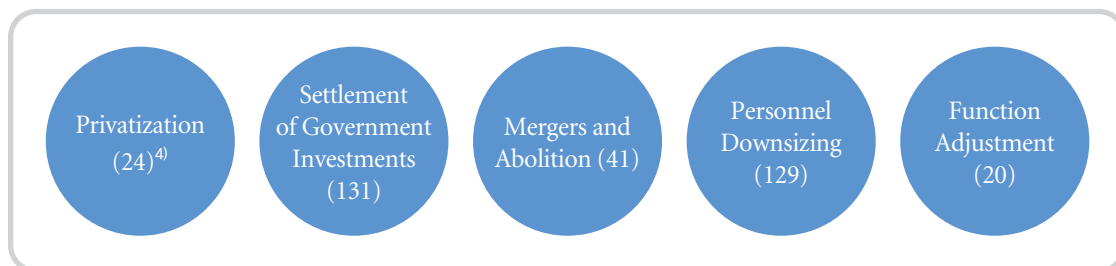 Privatization
(24)4)
Settlement
of Government
Investments
(131)
Mergers and
Abolition (41)
Personnel
Downsizing
(129)
Function
Adjustment
(20)